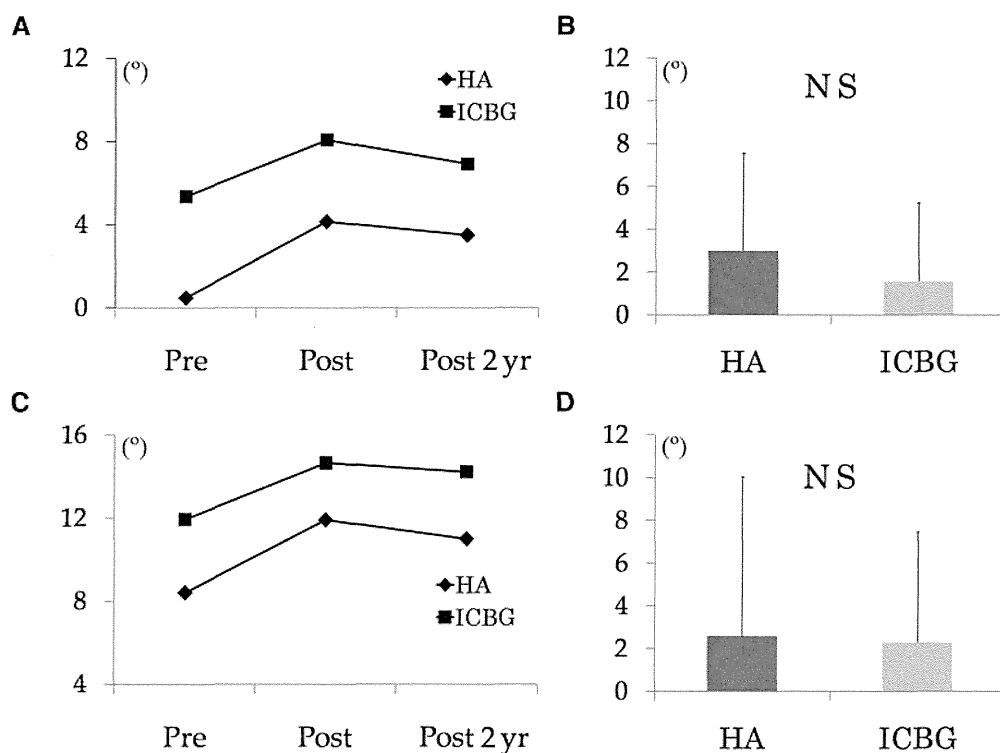 A
12
(º)
8
4
0
HA
ICBG
Pre Post Post 2 yr
B
12
(º)
10
8
6
4
2
0
NS
HA ICBG
C
16
(º)
12
8
4
HA
ICBG
Pre Post Post 2 yr
D
12
(º)
10
8
6
4
2
0
NS
HA ICBG